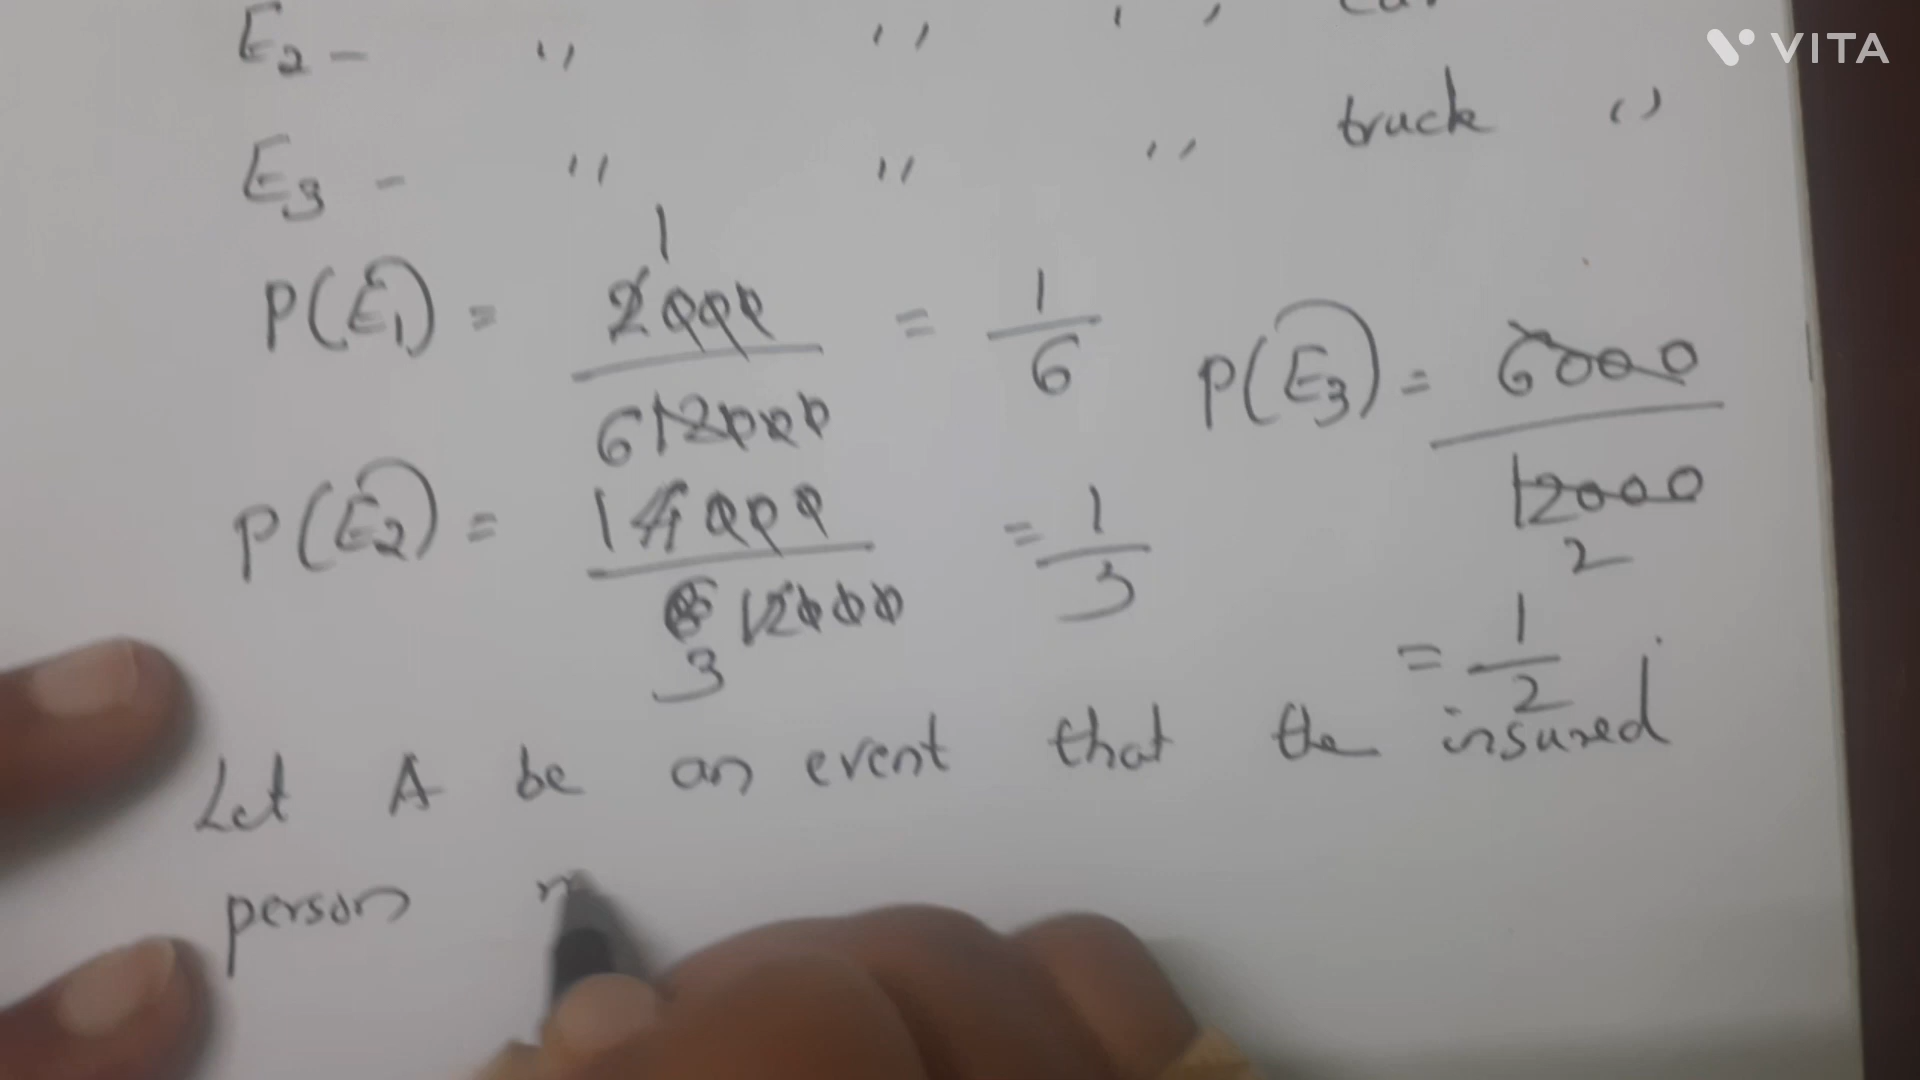 VITA
E2 - " " "
E3 - " " " truck "
P(E1) = 2000/12000 = 1/6
P(E2) = 4000/12000 = 1/3
P(E3) = 6000/12000
= 1/2
Let A be an event that the insured
person